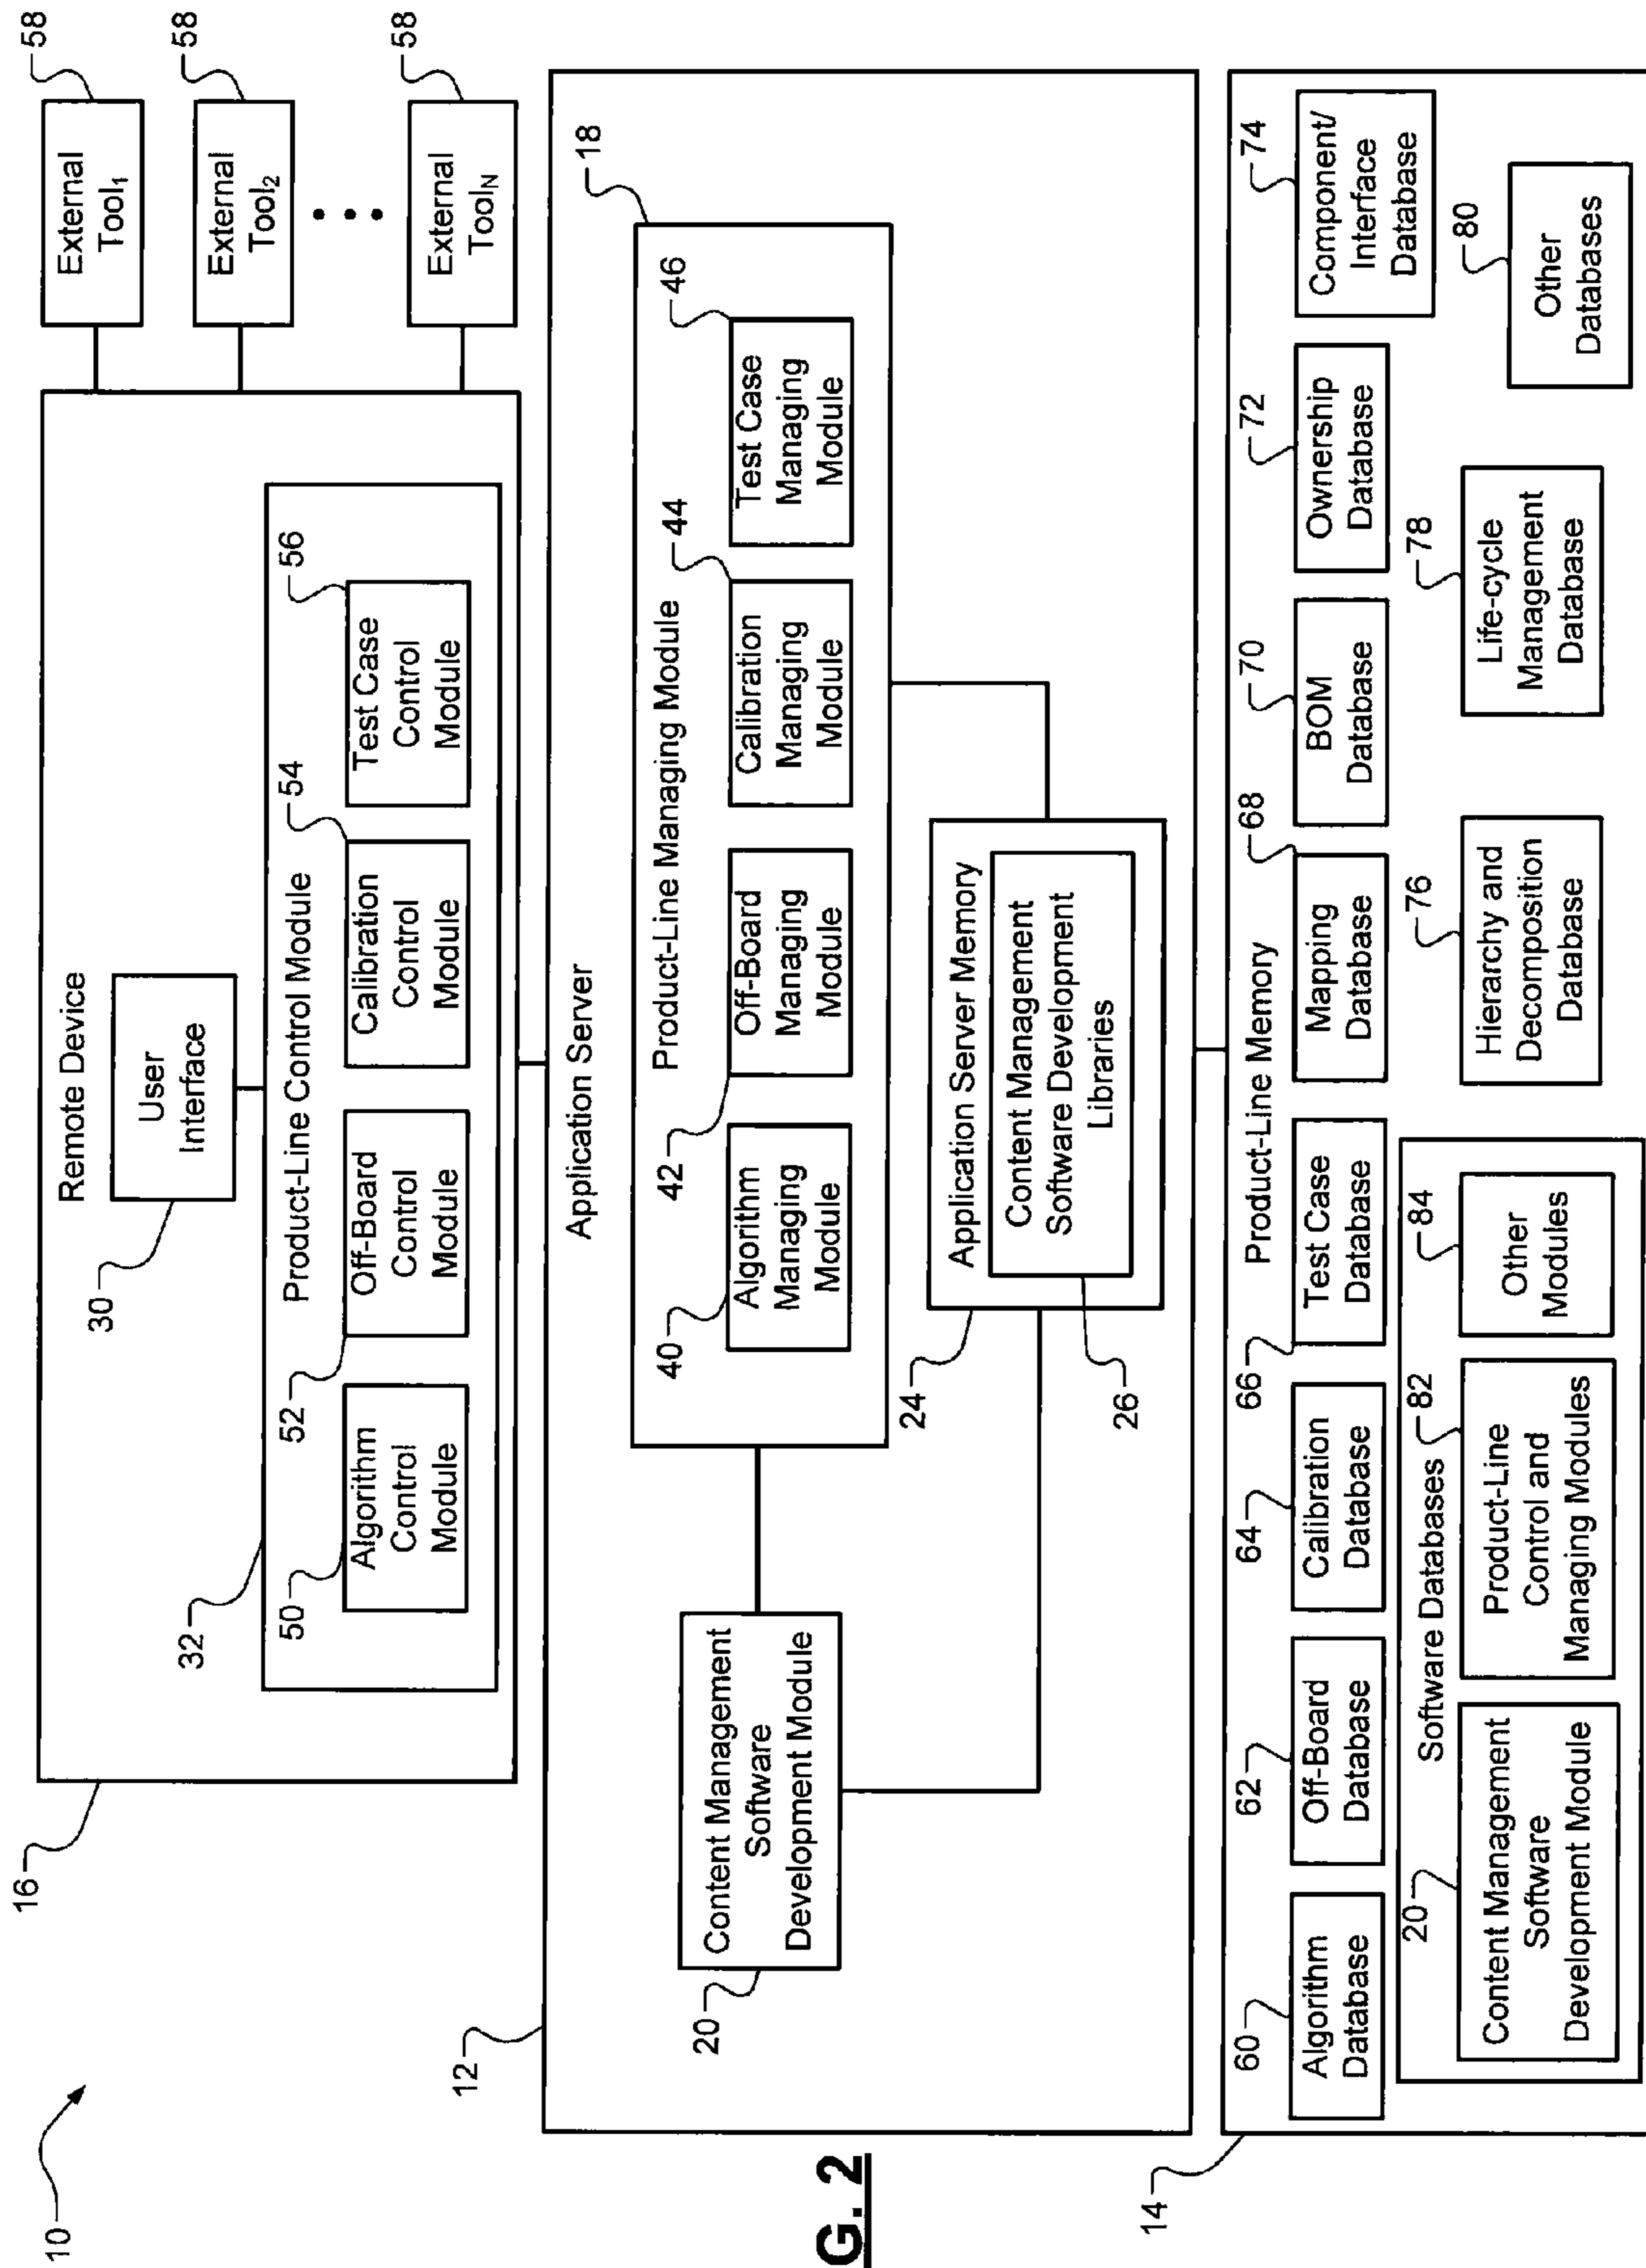 10
16
Remote Device
User
Interface
30
32
Product-Line Control Module
50
Algorithm
Control
Module
52
Off-Board
Control
Module
54
Calibration
Control
Module
56
Test Case
Control
Module
External
Tool1
58
External
Tool2
58
External
ToolN
58
12
Application Server
18
Product-Line Managing Module
40
Algorithm
Managing
Module
42
Off-Board
Managing
Module
44
Calibration
Managing
Module
46
Test Case
Managing
Module
20
Content Management
Software
Development Module
24
Application Server Memory
Content Management
Software Development
Libraries
26
14
Product-Line Memory
60
Algorithm
Database
62
Off-Board
Database
64
Calibration
Database
66
Test Case
Database
68
Mapping
Database
70
BOM
Database
72
Ownership
Database
74
Component/
Interface
Database
Software Databases
20
Content Management
Software
Development Module
82
Product-Line
Control and
Managing Modules
84
Other
Modules
76
Hierarchy and
Decomposition
Database
78
Life-cycle
Management
Database
80
Other
Databases
G. 2